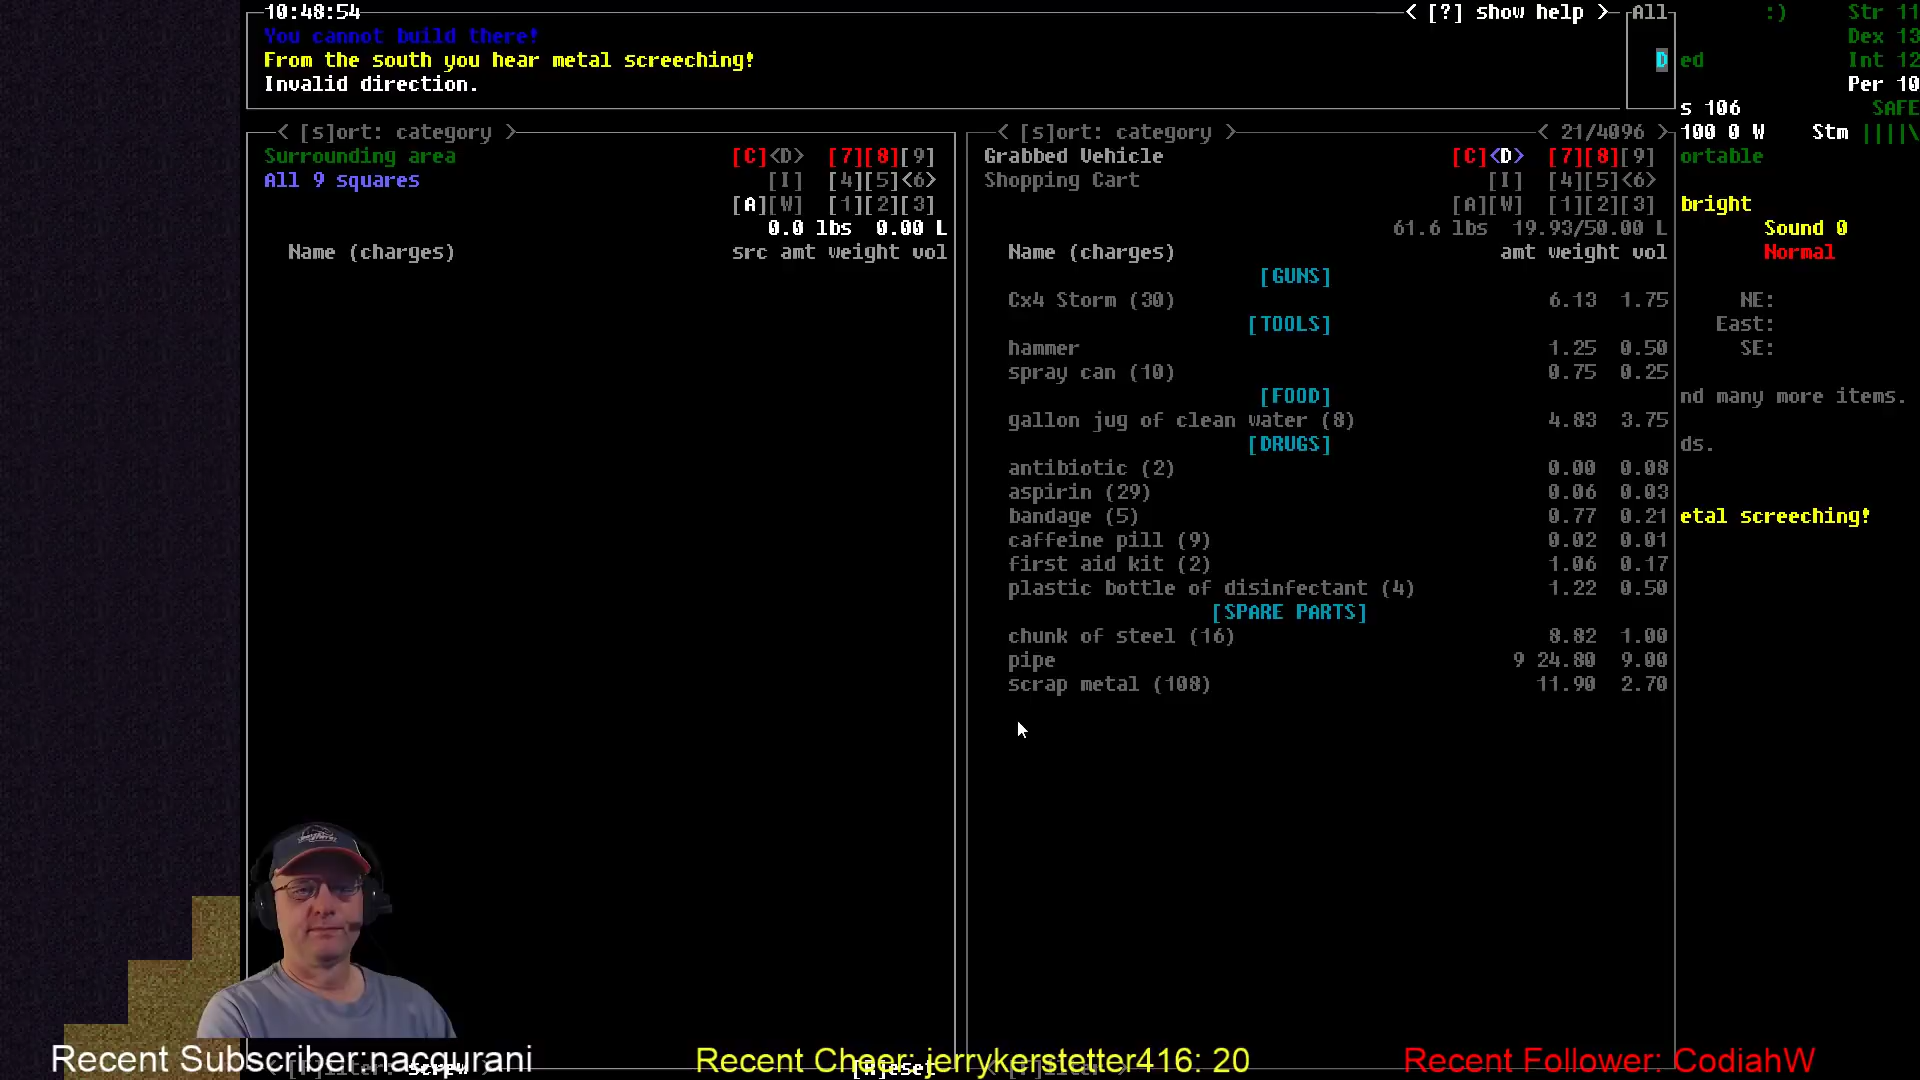 10:48:54 < [?] show help > All :) Str 11
You cannot build there! Dex 13
From the south you hear metal screeching! D ed Int 12
Invalid direction. Per 10
s 106 SAFE
< [s]ort: category > < [s]ort: category > < 21/4096 > 100 0 W Stm ||||\
Surrounding area [C]<D> [7][8][9] Grabbed Vehicle [C]<D> [7][8][9] ortable
All 9 squares [I] [4][5]<6> Shopping Cart [I] [4][5]<6>
[A][W] [1][2][3] [A][W] [1][2][3] bright
0.0 lbs 0.00 L 61.6 lbs 19.93/50.00 L Sound 0
Name (charges) src amt weight vol Name (charges) amt weight vol Normal
[GUNS]
Cx4 Storm (30) 6.13 1.75 NE:
[TOOLS] East:
hammer 1.25 0.50 SE:
spray can (10) 0.75 0.25
[FOOD] nd many more items.
gallon jug of clean water (8) 4.83 3.75
[DRUGS] ds.
antibiotic (2) 0.00 0.08
aspirin (29) 0.06 0.03
bandage (5) 0.77 0.21 etal screeching!
caffeine pill (9) 0.02 0.01
first aid kit (2) 1.06 0.17
plastic bottle of disinfectant (4) 1.22 0.50
[SPARE PARTS]
chunk of steel (16) 8.82 1.00
pipe 9 24.80 9.00
scrap metal (108) 11.90 2.70
Recent Subscriber:nacqurani Recent Cheer: jerrykerstetter416: 20 Recent Follower: CodiahW